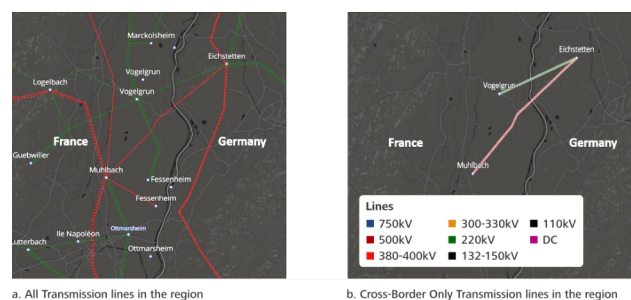 Marckolsheim
Eichstetten
Vogelgrun
Logelbach
Vogelgrun
France
Germany
Guebwiller
Muhlbach
Fessenheim
Fessenheim
Ottmarsheim
Ile Napoléon
Lutterbach
Ottmarsheim
a. All Transmission lines in the region
Eichstetten
Vogelgrun
France
Germany
Muhlbach
Lines
750kV
300-330kV
110kV
500kV
220kV
DC
380-400kV
132-150kV
b. Cross-Border Only Transmission lines in the region